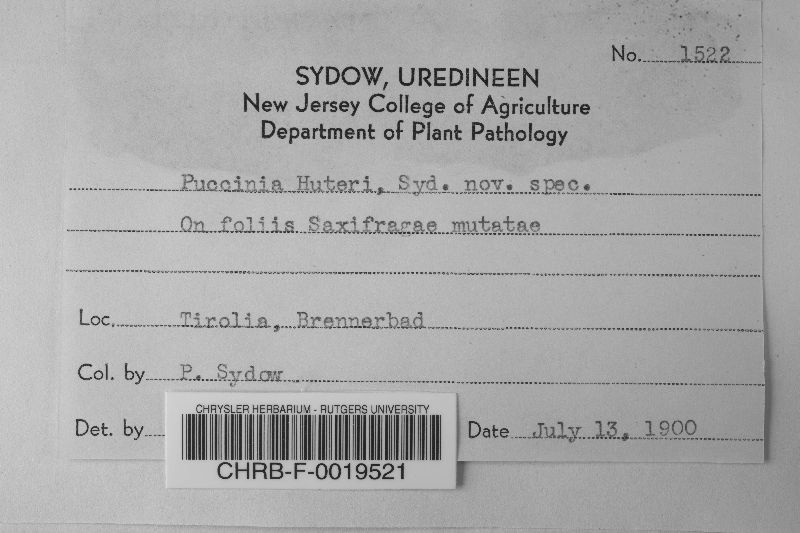 No. 1522
SYDOW, UREDINEEN
New Jersey College of Agriculture
Department of Plant Pathology
Puccinia Huteri, Syd. nov. spec.
On foliis Saxifragae mutatae
Loc. Tirolia, Brennerbad
Col. by P. Sydow
Det. by
Date July 13, 1900
CHRYSLER HERBARIUM - RUTGERS UNIVERSITY
CHRB-F-0019521